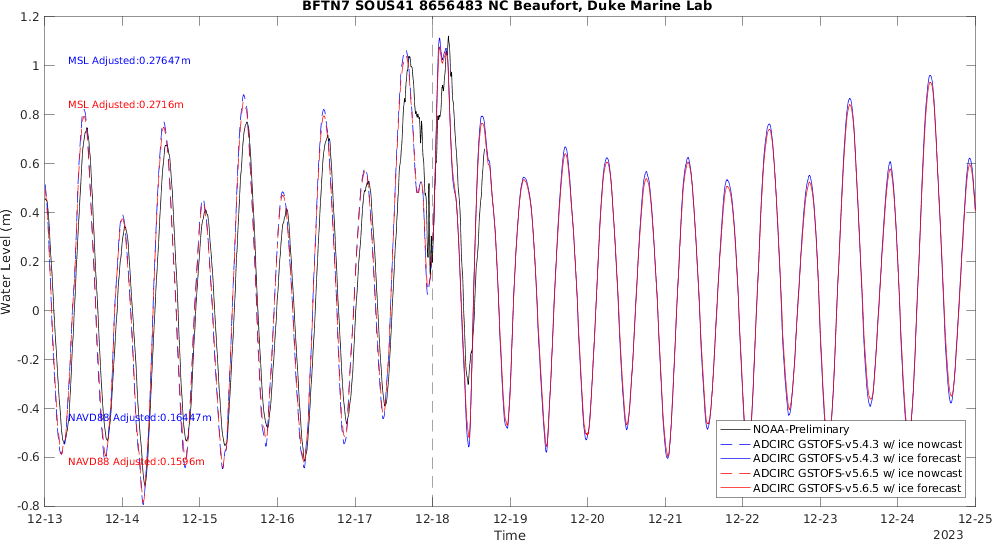 BFTN7 SOUS41 8656483 NC Beaufort, Duke Marine Lab
1.2
1
0.8
0.6
0.4
0.2
0
-0.2
-0.4
-0.6
-0.8
Water Level (m)
MSL Adjusted:0.27647m
MSL Adjusted:0.2716m
NAVD88 Adjusted:0.16447m
NAVD88 Adjusted:0.1596m
NOAA-Preliminary
ADCIRC GSTOFS-v5.4.3 w/ ice nowcast
ADCIRC GSTOFS-v5.4.3 w/ ice forecast
ADCIRC GSTOFS-v5.6.5 w/ ice nowcast
ADCIRC GSTOFS-v5.6.5 w/ ice forecast
12-13 12-14 12-15 12-16 12-17 12-18 12-19 12-20 12-21 12-22 12-23 12-24 12-25
Time
2023